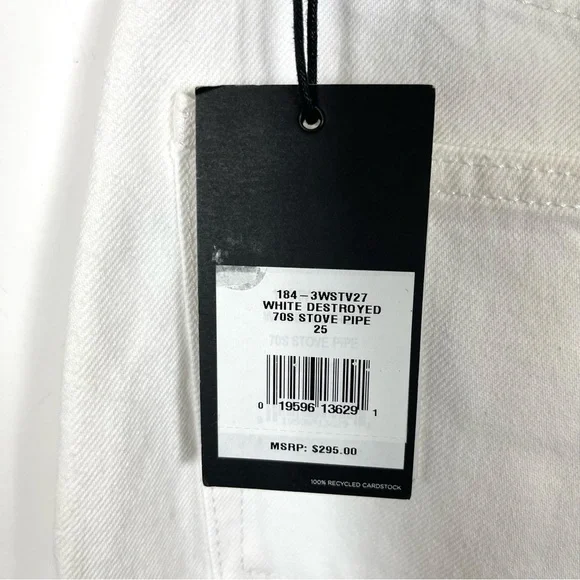 184-3WSTV27
WHITE DESTROYED
70S STOVE PIPE
25
70S STOVE PIPE
0 19596 13629 1
MSRP: $295.00
100% RECYCLED CARDSTOCK